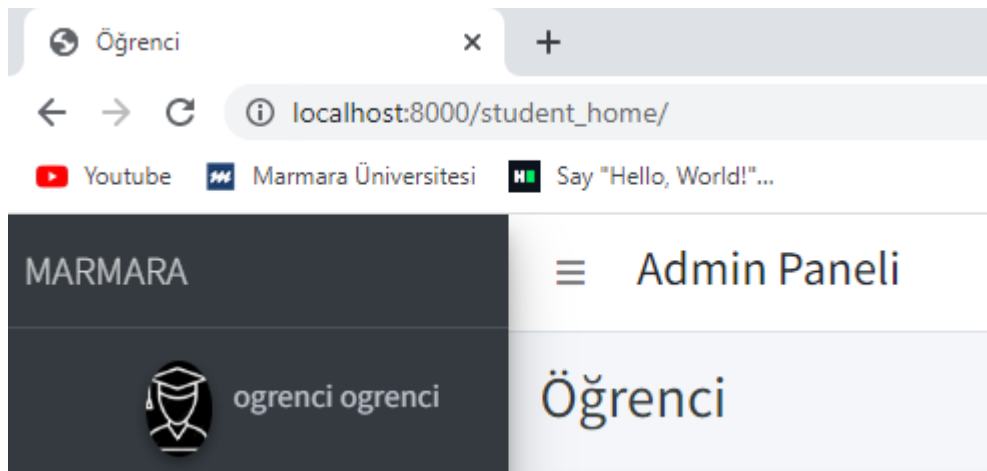 Öğrenci
localhost:8000/student_home/
Youtube Marmara Üniversitesi Say "Hello, World!"...
MARMARA
Admin Paneli
ogrenci ogrenci
Öğrenci